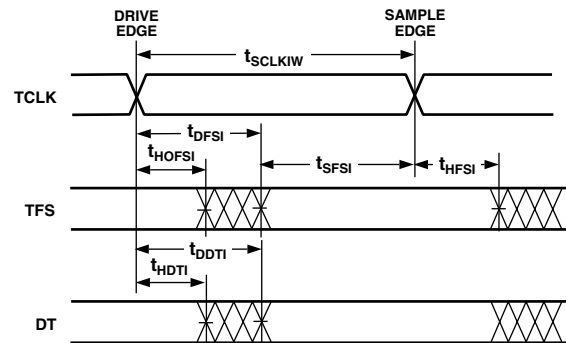 DRIVE
EDGE
SAMPLE
EDGE
tSCLKIW
TCLK
tDFSI
tHOFSI
tSFSI
tHFSI
TFS
tDDTI
tHDTI
DT